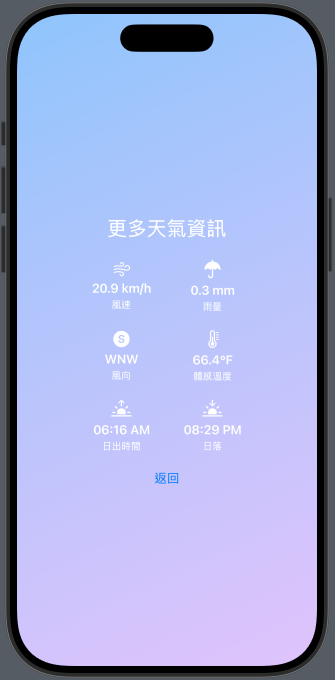 更多天氣資訊
20.9 km/h
0.3 mm
風速
雨量
S
WNW
66.4°F
風向
體感溫度
06:16 AM
08:29 PM
日出時間
日落
返回